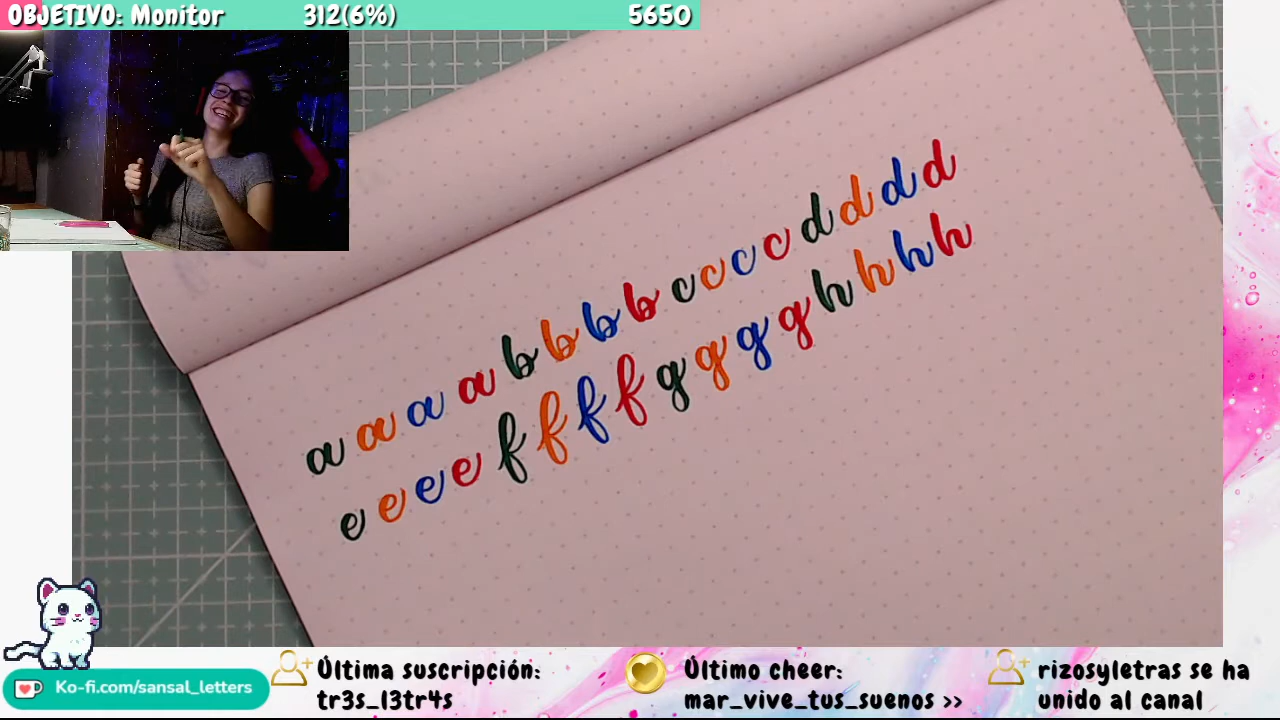 OBJETIVO: Monitor 312(6%) 5650
a a a a b b b b c c c c d d d d
e e e e f f f f g g g g h h h h
Ko-fi.com/sansal_letters
Última suscripción:
tr3s_l3tr4s
Último cheer:
mar_vive_tus_suenos >>
rizosyletras se ha
unido al canal